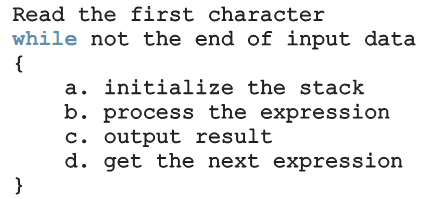 Read the first character
while not the end of input data
{
    a. initialize the stack
    b. process the expression
    c. output result
    d. get the next expression
}